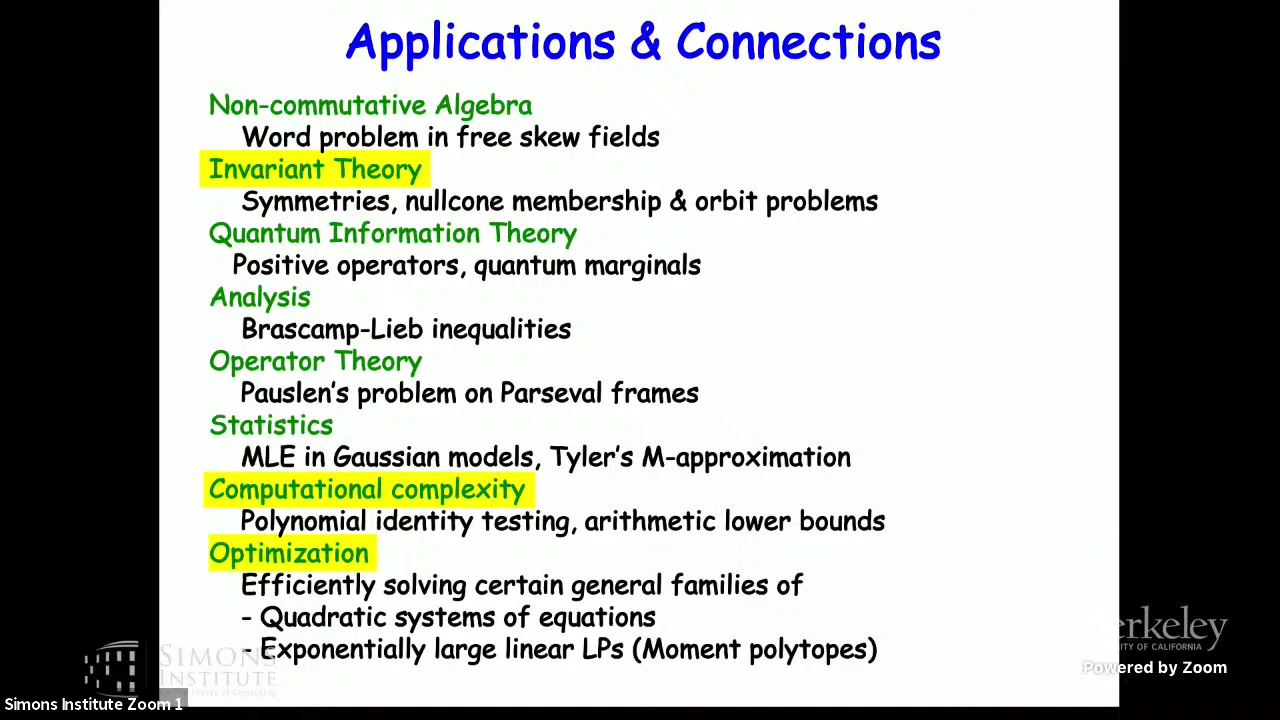 Applications & Connections
Non-commutative Algebra
Word problem in free skew fields
Invariant Theory
Symmetries, nullcone membership & orbit problems
Quantum Information Theory
Positive operators, quantum marginals
Analysis
Brascamp-Lieb inequalities
Operator Theory
Pauslen's problem on Parseval frames
Statistics
MLE in Gaussian models, Tyler's M-approximation
Computational complexity
Polynomial identity testing, arithmetic lower bounds
Optimization
Efficiently solving certain general families of
- Quadratic systems of equations
- Exponentially large linear LPs (Moment polytopes)
SIMONS
INSTITUTE
of Computing
Berkeley
OF CALIFORNIA
Powered by Zoom
Simons Institute Zoom 1